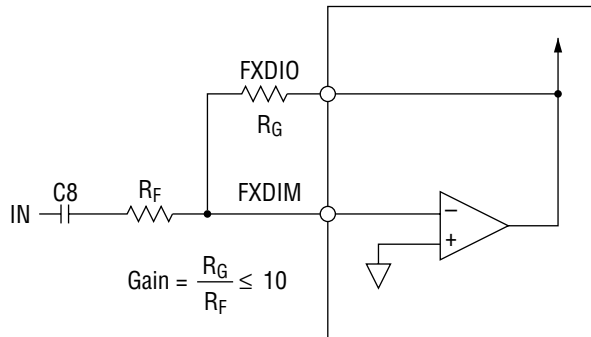 FXDIO
R_G
C8
R_F
FXDIM
IN
−
+
Gain = R_G / R_F ≤ 10